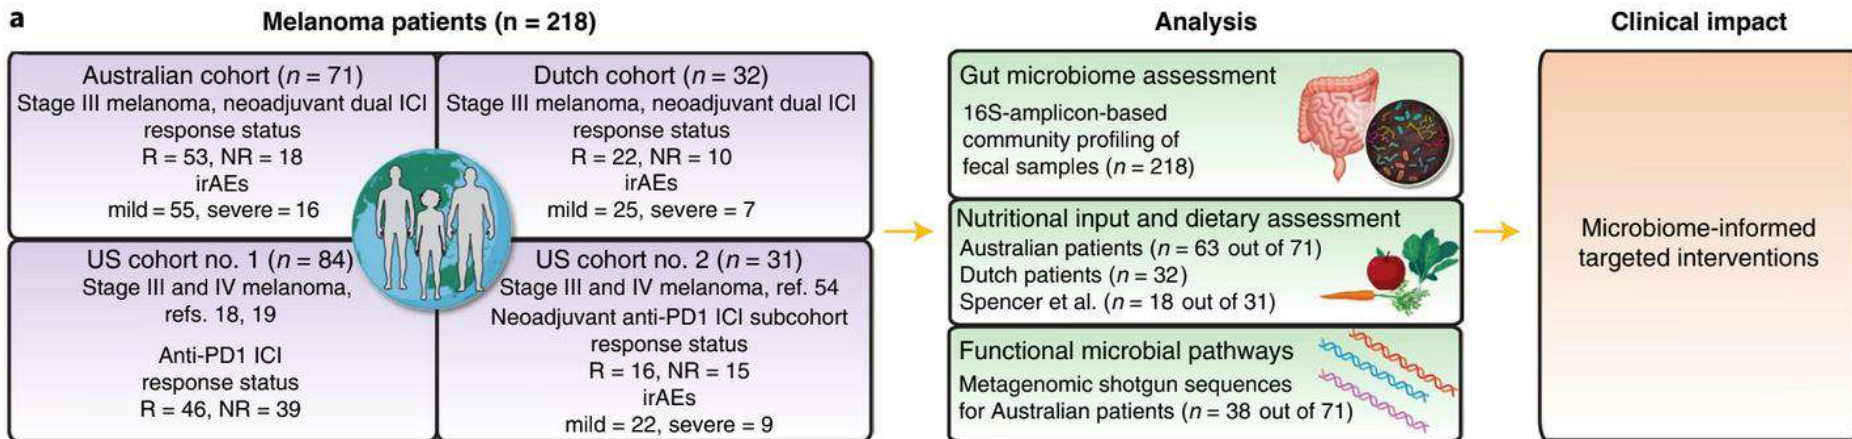 a
Melanoma patients (n = 218)
Australian cohort (n = 71)
Stage III melanoma, neoadjuvant dual ICI
response status
R = 53, NR = 18
irAEs
mild = 55, severe = 16
Dutch cohort (n = 32)
Stage III melanoma, neoadjuvant dual ICI
response status
R = 22, NR = 10
irAEs
mild = 25, severe = 7
US cohort no. 1 (n = 84)
Stage III and IV melanoma,
refs. 18, 19
Anti-PD1 ICI
response status
R = 46, NR = 39
US cohort no. 2 (n = 31)
Stage III and IV melanoma, ref. 54
Neoadjuvant anti-PD1 ICI subcohort
response status
R = 16, NR = 15
irAEs
mild = 22, severe = 9
Analysis
Gut microbiome assessment
16S-amplicon-based
community profiling of
fecal samples (n = 218)
Nutritional input and dietary assessment
Australian patients (n = 63 out of 71)
Dutch patients (n = 32)
Spencer et al. (n = 18 out of 31)
Functional microbial pathways
Metagenomic shotgun sequences
for Australian patients (n = 38 out of 71)
Clinical impact
Microbiome-informed
targeted interventions